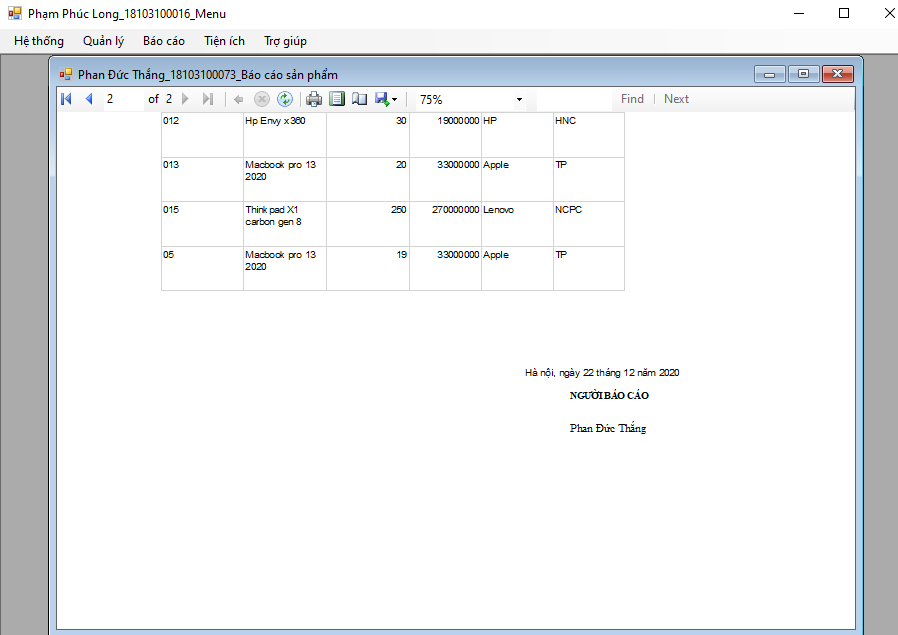 Phạm Phúc Long_18103100016_Menu
Hệ thống Quản lý Báo cáo Tiện ích Trợ giúp
Phan Đức Thắng_18103100073_Báo cáo sản phẩm
2 of 2 75% Find Next
012 Hp Envy x360 30 19000000 HP HNC
013 Macbook pro 13 20 33000000 Apple TP
2020
015 Thinkpad X1 250 270000000 Lenovo NCPC
carbon gen 8
05 Macbook pro 13 19 33000000 Apple TP
2020
Hà nội, ngày 22 tháng 12 năm 2020
NGƯỜI BÁO CÁO
Phan Đức Thắng